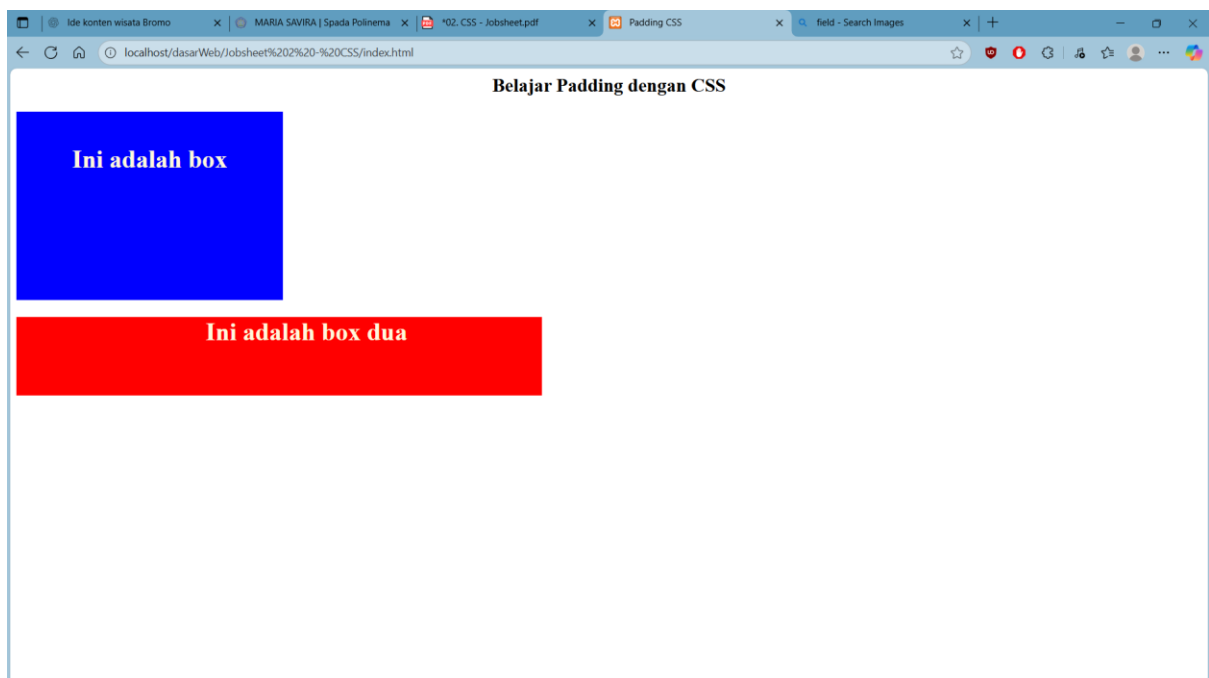 Ide konten wisata Bromo
MARIA SAVIRA | Spada Polinema
*02. CSS - Jobsheet.pdf
Padding CSS
field - Search Images
localhost/dasarWeb/Jobsheet%202%20-%20CSS/index.html
Belajar Padding dengan CSS
Ini adalah box
Ini adalah box dua